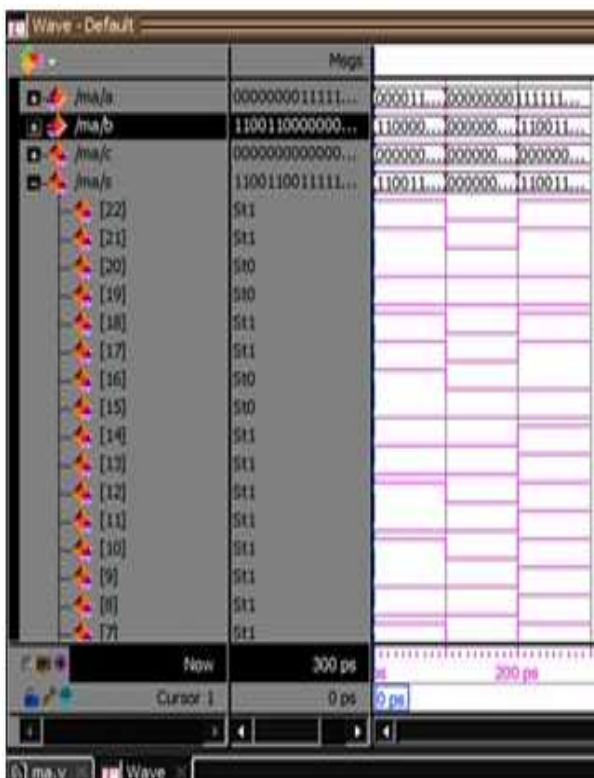 Wave - Default
Msgs
/ma/a 0000000011111... 000011... 00000000111111...
/ma/b 1100110000000... 110000... 000000... 110011...
/ma/c 0000000000000... 000000... 000000... 000000...
/ma/s 1100110011111... 110011... 000000... 110011...
[22] St1
[21] St1
[20] St0
[19] St0
[18] St1
[17] St1
[16] St0
[15] St0
[14] St1
[13] St1
[12] St1
[11] St1
[10] St1
[9] St1
[8] St1
[7] St1
Now 300 ps 200 ps
Cursor 1 0 ps 0 ps
ma.v Wave